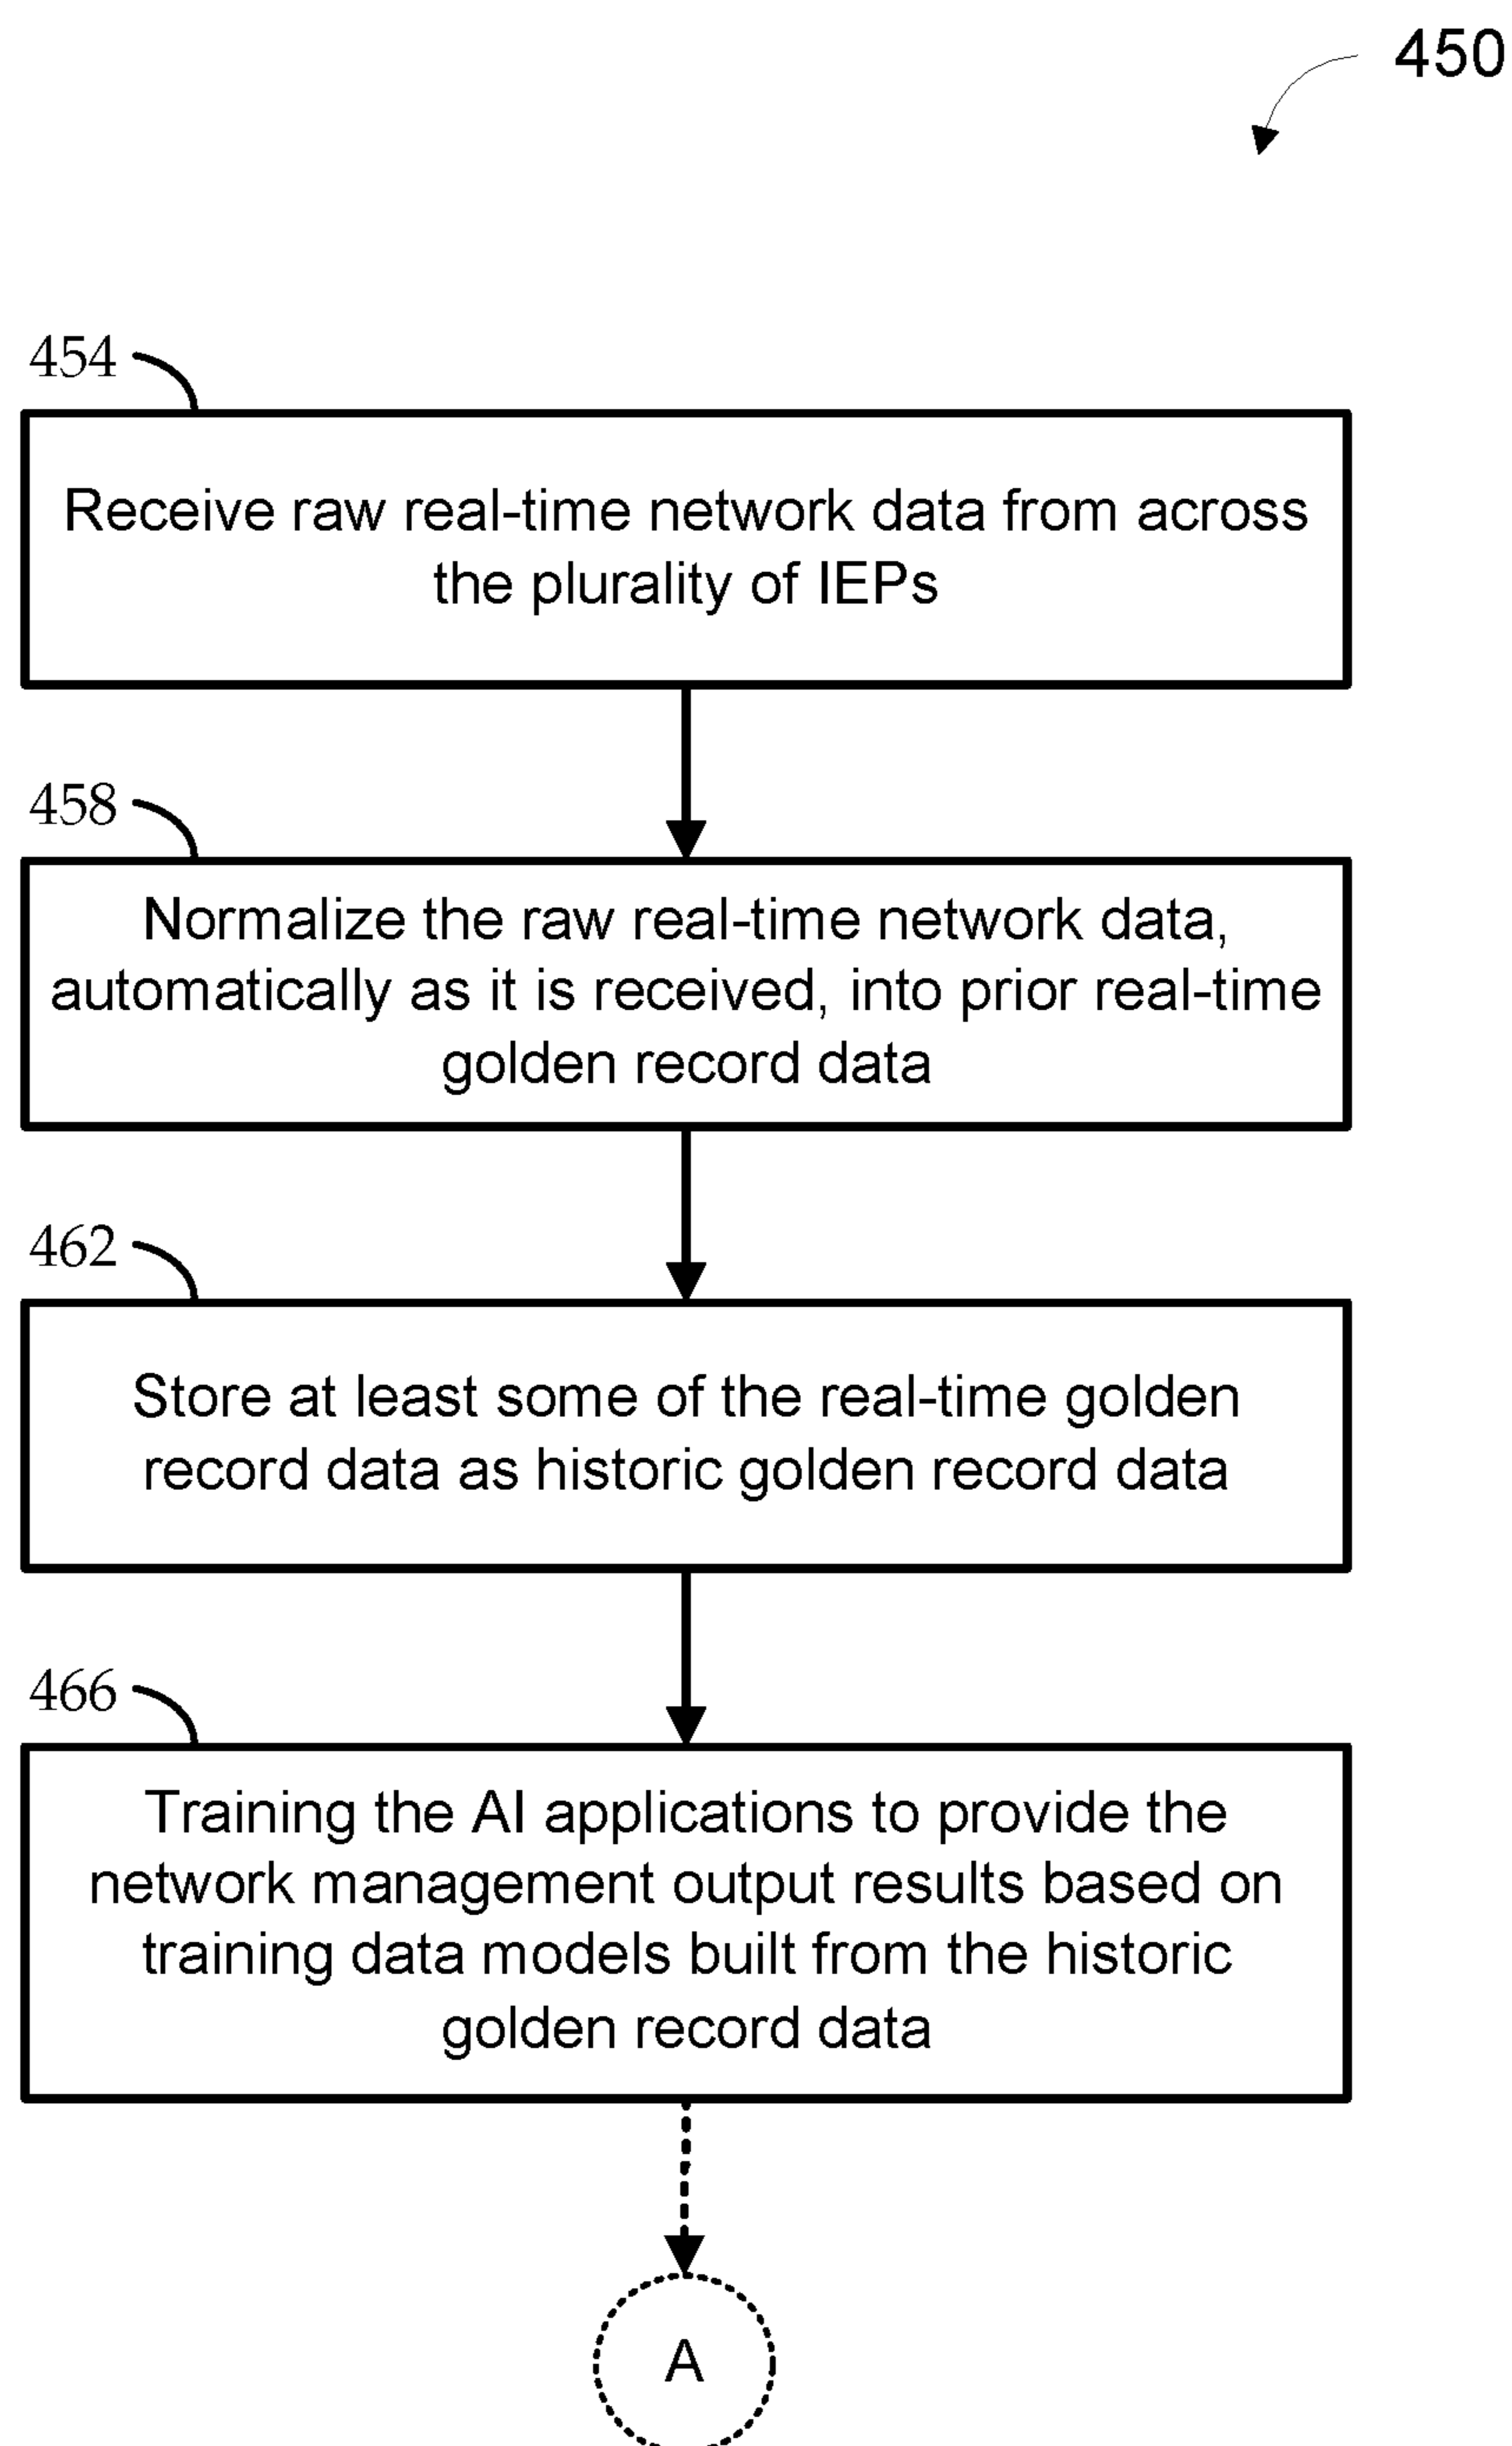 450
454
Receive raw real-time network data from across
the plurality of IEPs
458
Normalize the raw real-time network data,
automatically as it is received, into prior real-time
golden record data
462
Store at least some of the real-time golden
record data as historic golden record data
466
Training the AI applications to provide the
network management output results based on
training data models built from the historic
golden record data
A